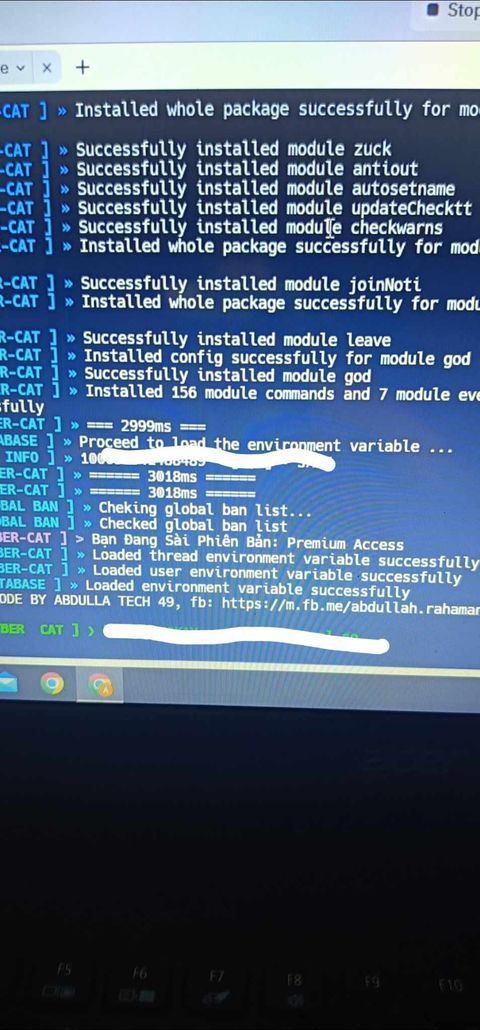 Stop
-CAT ] » Installed whole package successfully for mo
-CAT ] » Successfully installed module zuck
-CAT ] » Successfully installed module antiout
-CAT ] » Successfully installed module autosetname
-CAT ] » Successfully installed module updateChecktt
-CAT ] » Successfully installed module checkwarns
R-CAT ] » Installed whole package successfully for mod
R-CAT ] » Successfully installed module joinNoti
R-CAT ] » Installed whole package successfully for modu
R-CAT ] » Successfully installed module leave
R-CAT ] » Installed config successfully for module god
R-CAT ] » Successfully installed module god
ER-CAT ] » Installed 156 module commands and 7 module eve
sfully
ER-CAT ] » === 2999ms ===
ABASE ] » Proceed to load the environment variable ...
INFO ] »
ER-CAT ] » ====== 3018ms ======
ER-CAT ] » ====== 3018ms ======
OBAL BAN ] » Cheking global ban list...
OBAL BAN ] » Checked global ban list
BER-CAT ] > Bạn Đang Sài Phiên Bản: Premium Access
BER-CAT ] » Loaded thread environment variable successfully
BER-CAT ] » Loaded user environment variable successfully
TABASE ] » Loaded environment variable successfully
ODE BY ABDULLA TECH 49, fb: https://m.fb.me/abdullah.rahaman
BER CAT ] ❯
F5 F6 F7 F8 F9 F10